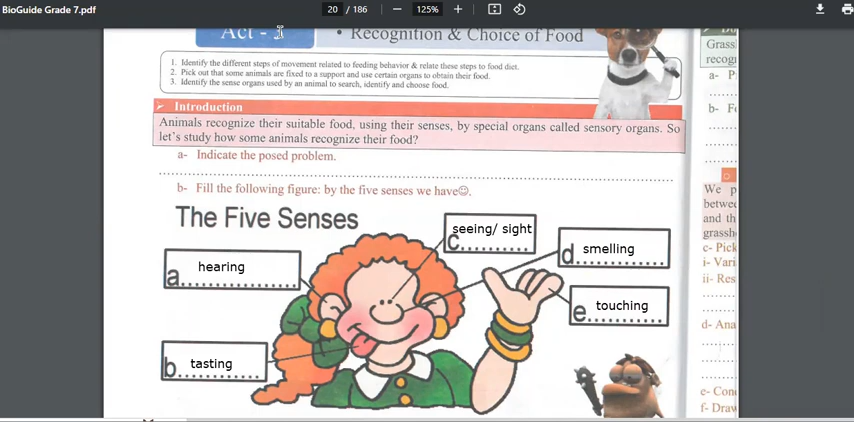 BioGuide Grade 7.pdf
20 / 186
125%
Act - 1
• Recognition & Choice of Food
1. Identify the different steps of movement related to feeding behavior & relate these steps to food diet.
2. Pick out that some animals are fixed to a support and use certain organs to obtain their food.
3. Identify the sense organs used by an animal to search, identify and choose food.
Introduction
Animals recognize their suitable food, using their senses, by special organs called sensory organs. So
let's study how some animals recognize their food?
a- Indicate the posed problem.
b- Fill the following figure: by the five senses we have☺.
The Five Senses
seeing/ sight
c..........
smelling
d..............
hearing
a..................
touching
e...........
tasting
b...............
Grass
recog
a- P
b- F
We p
betwe
and th
grassh
c- Pick
i- Vari
ii- Res
d- Ana
e- Con
f- Draw